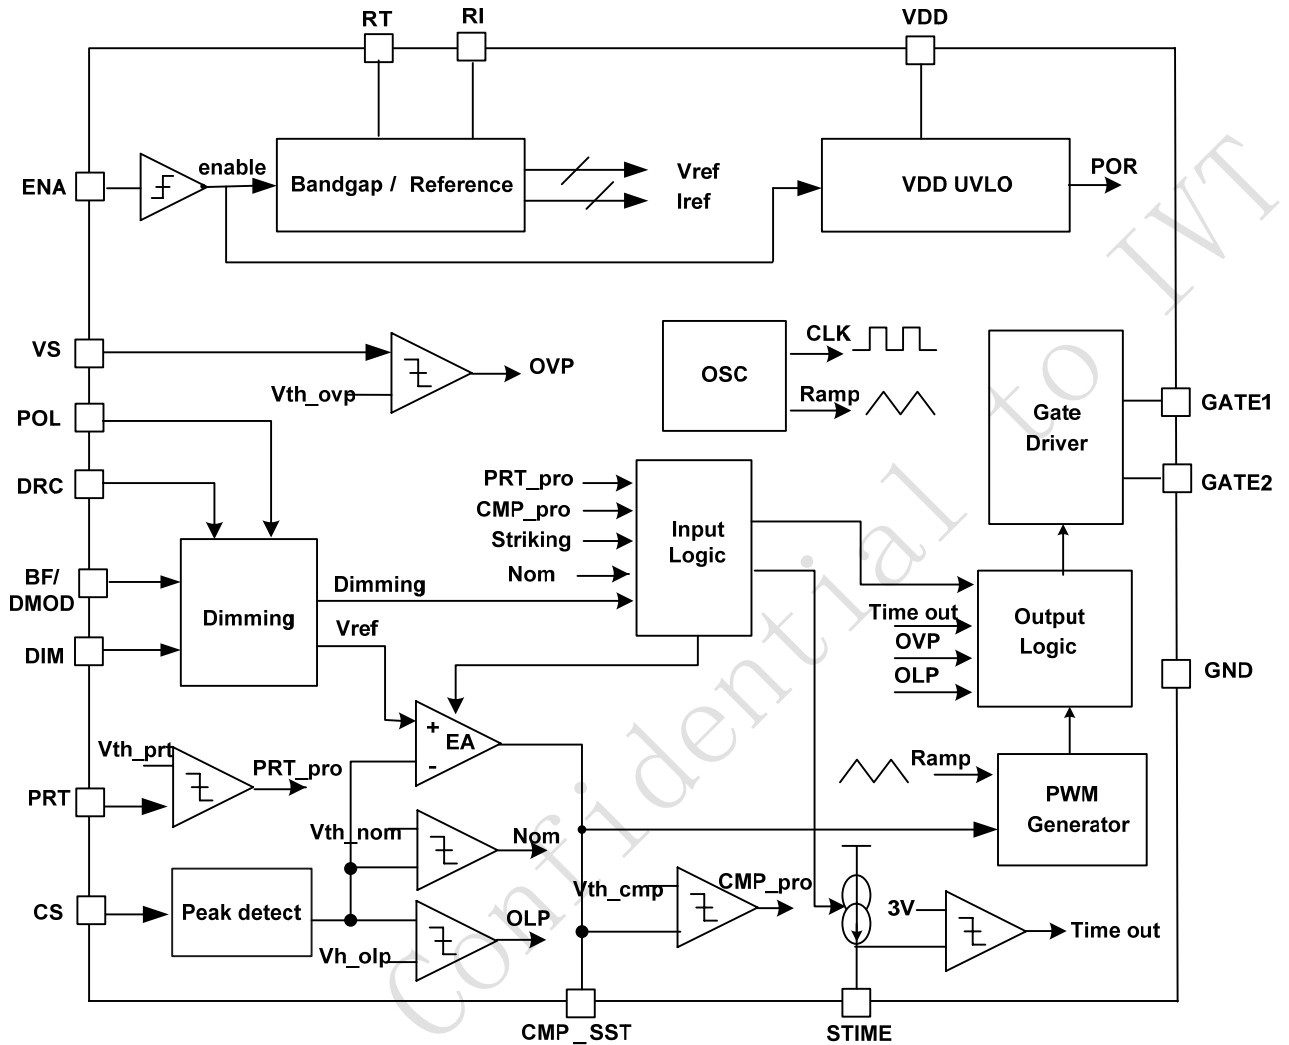 RT
RI
VDD
ENA
enable
Bandgap / Reference
Vref
Iref
VDD UVLO
POR
VS
Vth_ovp
OVP
OSC
CLK
Ramp
Gate
Driver
GATE1
GATE2
POL
DRC
BF/
DMOD
DIM
Dimming
Dimming
Vref
PRT_pro
CMP_pro
Striking
Nom
Input
Logic
Time out
OVP
OLP
Output
Logic
GND
+
EA
-
Vth_prt
PRT_pro
PRT
Ramp
PWM
Generator
Vth_nom
Nom
CS
Peak detect
Vh_olp
OLP
Vth_cmp
CMP_pro
3V
Time out
CMP_SST
STIME
Confidential to IVT